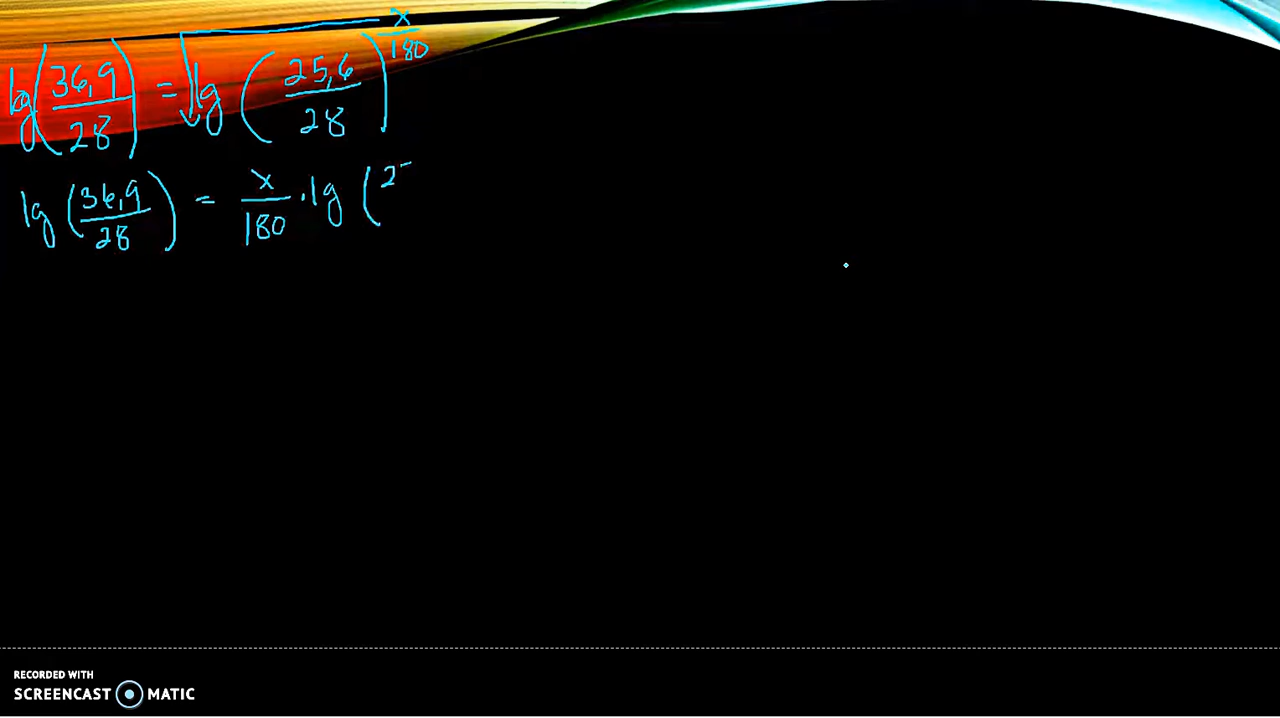 lg(36,9/28) = lg(25,6/28)^(x/180)
lg(36,9/28) = x/180 · lg(2
RECORDED WITH
SCREENCAST MATIC